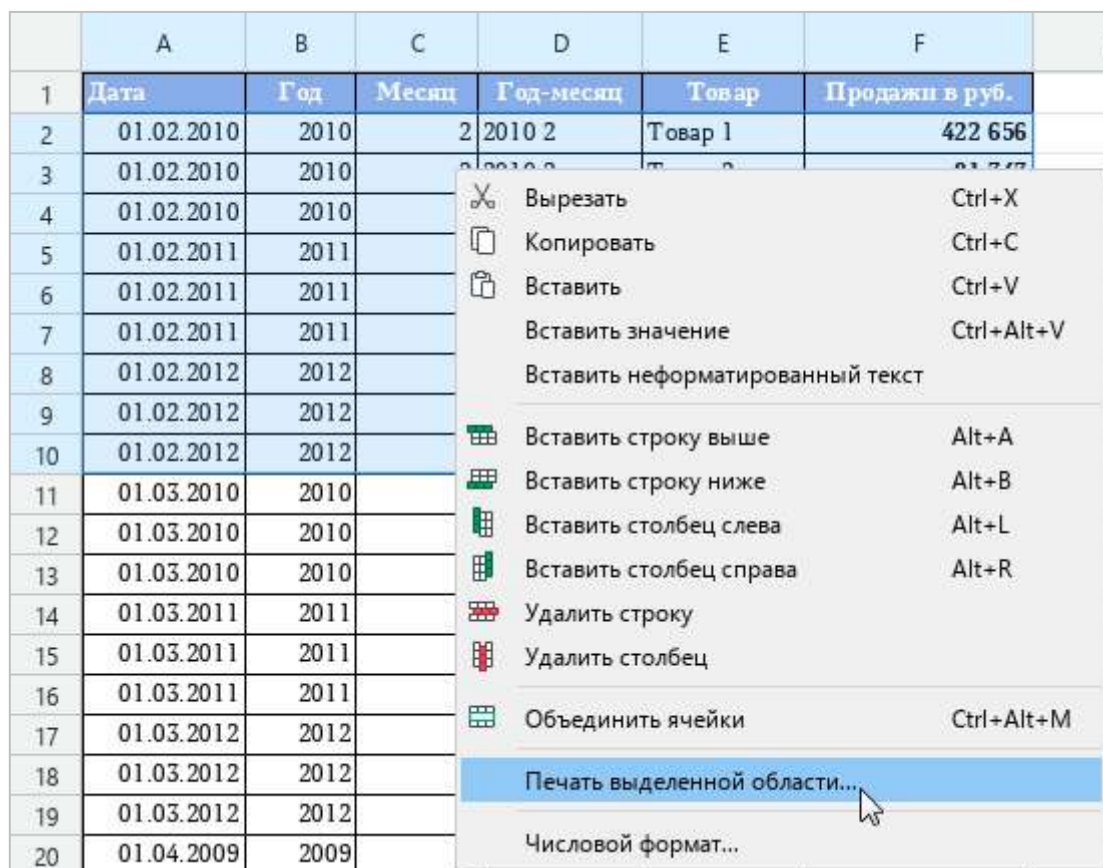 A B C D E F
1 Дата Год Месяц Год-месяц Товар Продажи в руб.
2 01.02.2010 2010 2 2010 2 Товар 1 422 656
3 01.02.2010 2010
Вырезать Ctrl+X
4 01.02.2010 2010
Копировать Ctrl+C
5 01.02.2011 2011
Вставить Ctrl+V
6 01.02.2011 2011
Вставить значение Ctrl+Alt+V
7 01.02.2011 2011
Вставить неформатированный текст
8 01.02.2012 2012
9 01.02.2012 2012
Вставить строку выше Alt+A
10 01.02.2012 2012
Вставить строку ниже Alt+B
11 01.03.2010 2010
Вставить столбец слева Alt+L
12 01.03.2010 2010
Вставить столбец справа Alt+R
13 01.03.2010 2010
Удалить строку
14 01.03.2011 2011
Удалить столбец
15 01.03.2011 2011
16 01.03.2011 2011
Объединить ячейки Ctrl+Alt+M
17 01.03.2012 2012
18 01.03.2012 2012
Печать выделенной области...
19 01.03.2012 2012
Числовой формат...
20 01.04.2009 2009